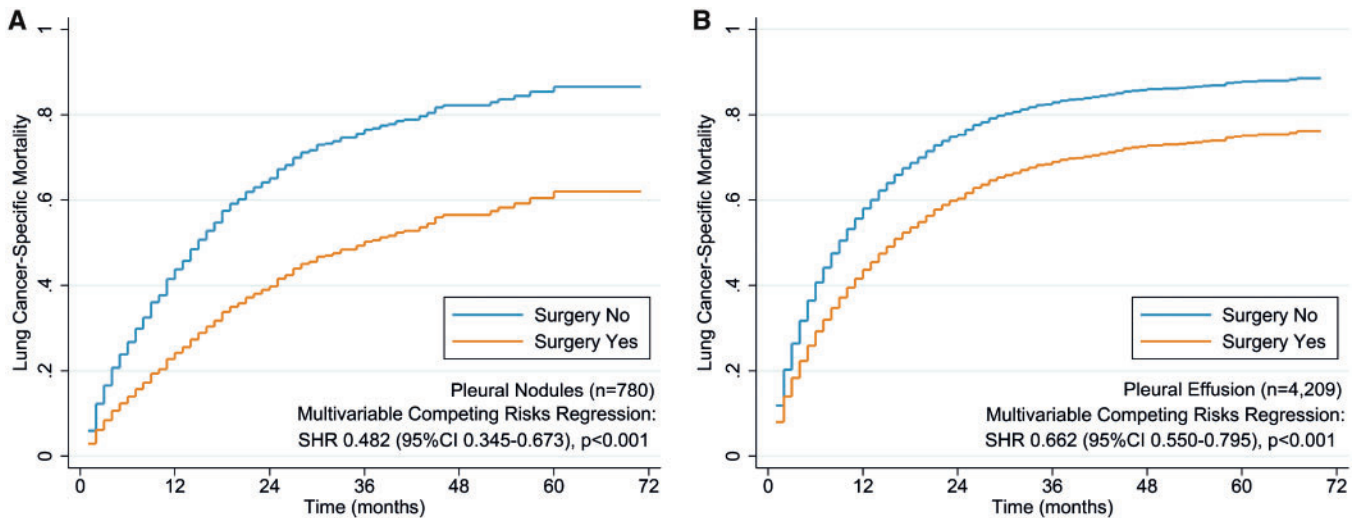 A
Lung Cancer-Specific Mortality
1
.8
.6
.4
.2
0
Surgery No
Surgery Yes
Pleural Nodules (n=780)
Multivariable Competing Risks Regression:
SHR 0.482 (95%CI 0.345-0.673), p<0.001
0 12 24 36 48 60 72
Time (months)
B
Lung Cancer-Specific Mortality
1
.8
.6
.4
.2
0
Surgery No
Surgery Yes
Pleural Effusion (n=4,209)
Multivariable Competing Risks Regression:
SHR 0.662 (95%CI 0.550-0.795), p<0.001
0 12 24 36 48 60 72
Time (months)